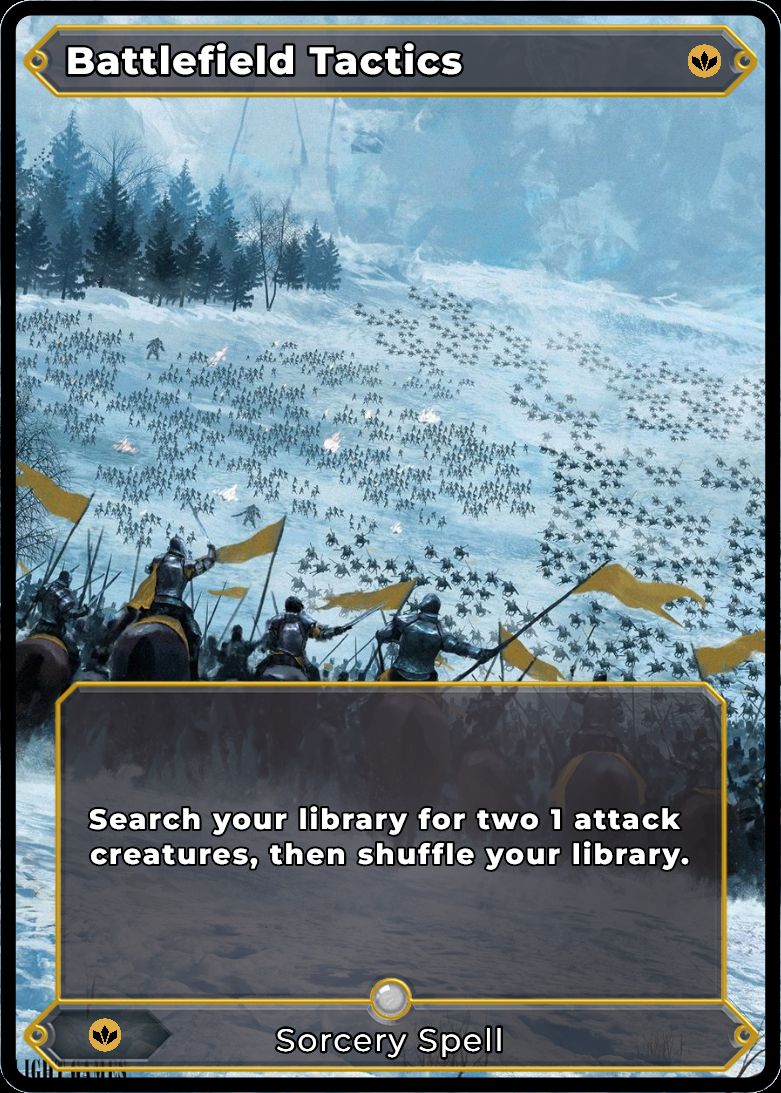 Battlefield Tactics
Search your library for two 1 attack
creatures, then shuffle your library.
Sorcery Spell